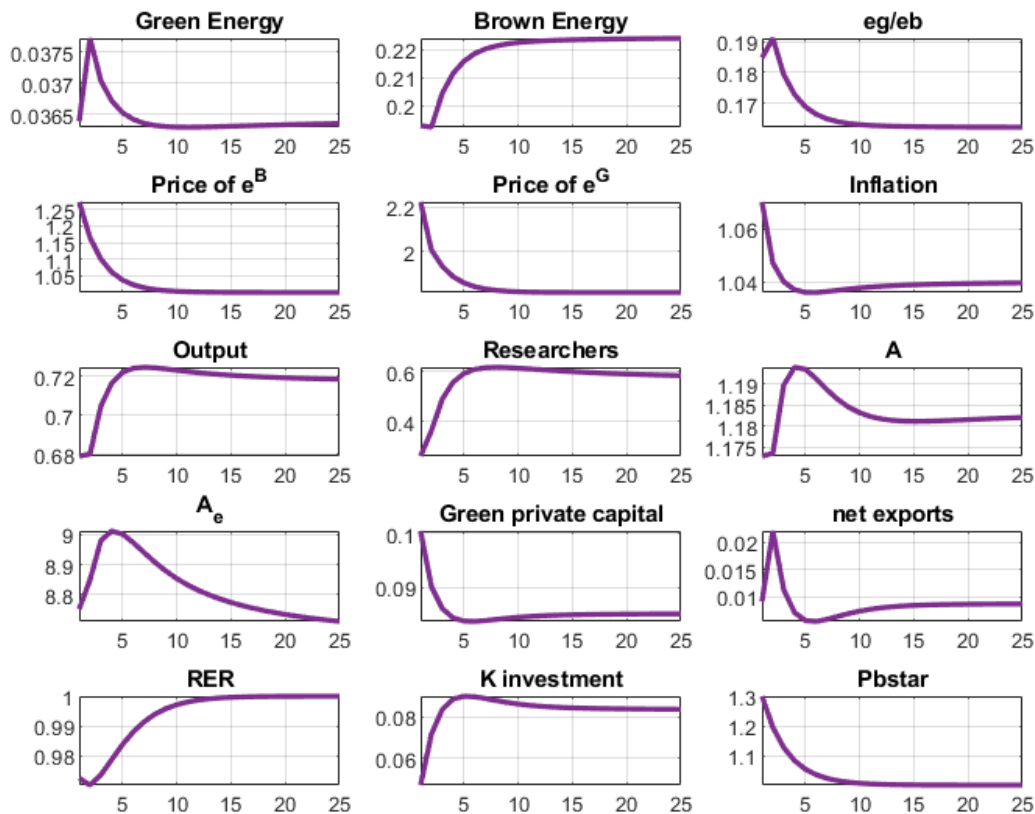 Green Energy
0.0375
0.037
0.0365
5 10 15 20 25
Brown Energy
0.22
0.21
0.2
5 10 15 20 25
eg/eb
0.19
0.18
0.17
5 10 15 20 25
Price of e^B
1.25
1.2
1.15
1.1
1.05
5 10 15 20 25
Price of e^G
2.2
2
5 10 15 20 25
Inflation
1.06
1.04
5 10 15 20 25
Output
0.72
0.7
0.68
5 10 15 20 25
Researchers
0.6
0.4
5 10 15 20 25
A
1.19
1.185
1.18
1.175
5 10 15 20 25
A_e
9
8.9
8.8
5 10 15 20 25
Green private capital
0.1
0.09
5 10 15 20 25
net exports
0.02
0.015
0.01
5 10 15 20 25
RER
1
0.99
0.98
5 10 15 20 25
K investment
0.08
0.06
5 10 15 20 25
Pbstar
1.3
1.2
1.1
5 10 15 20 25